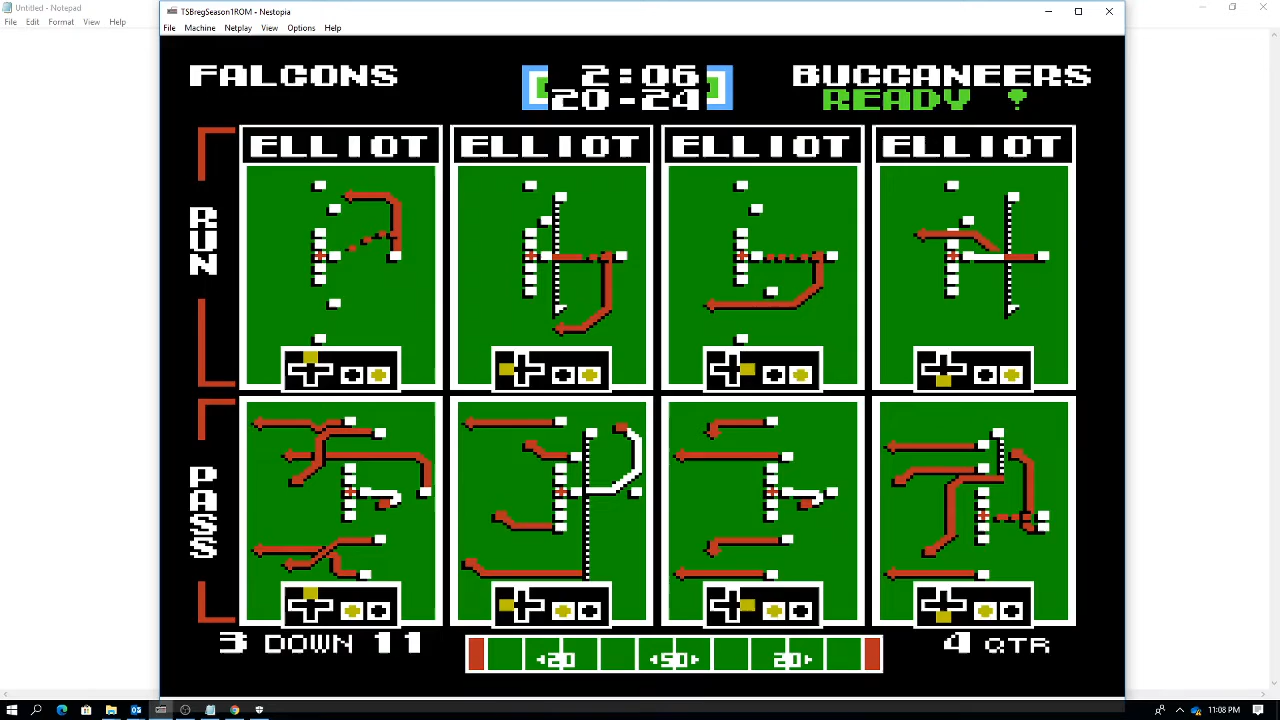 Untitled - Notepad
File Edit Format View Help
TSBregSeason1ROM - Nestopia
File Machine Netplay View Options Help
FALCONS 2:06 BUCCANEERS
20-24 READY !
ELLIOT ELLIOT ELLIOT ELLIOT
RUN
PASS
3 DOWN 11 4 QTR
20 50 20
11:08 PM